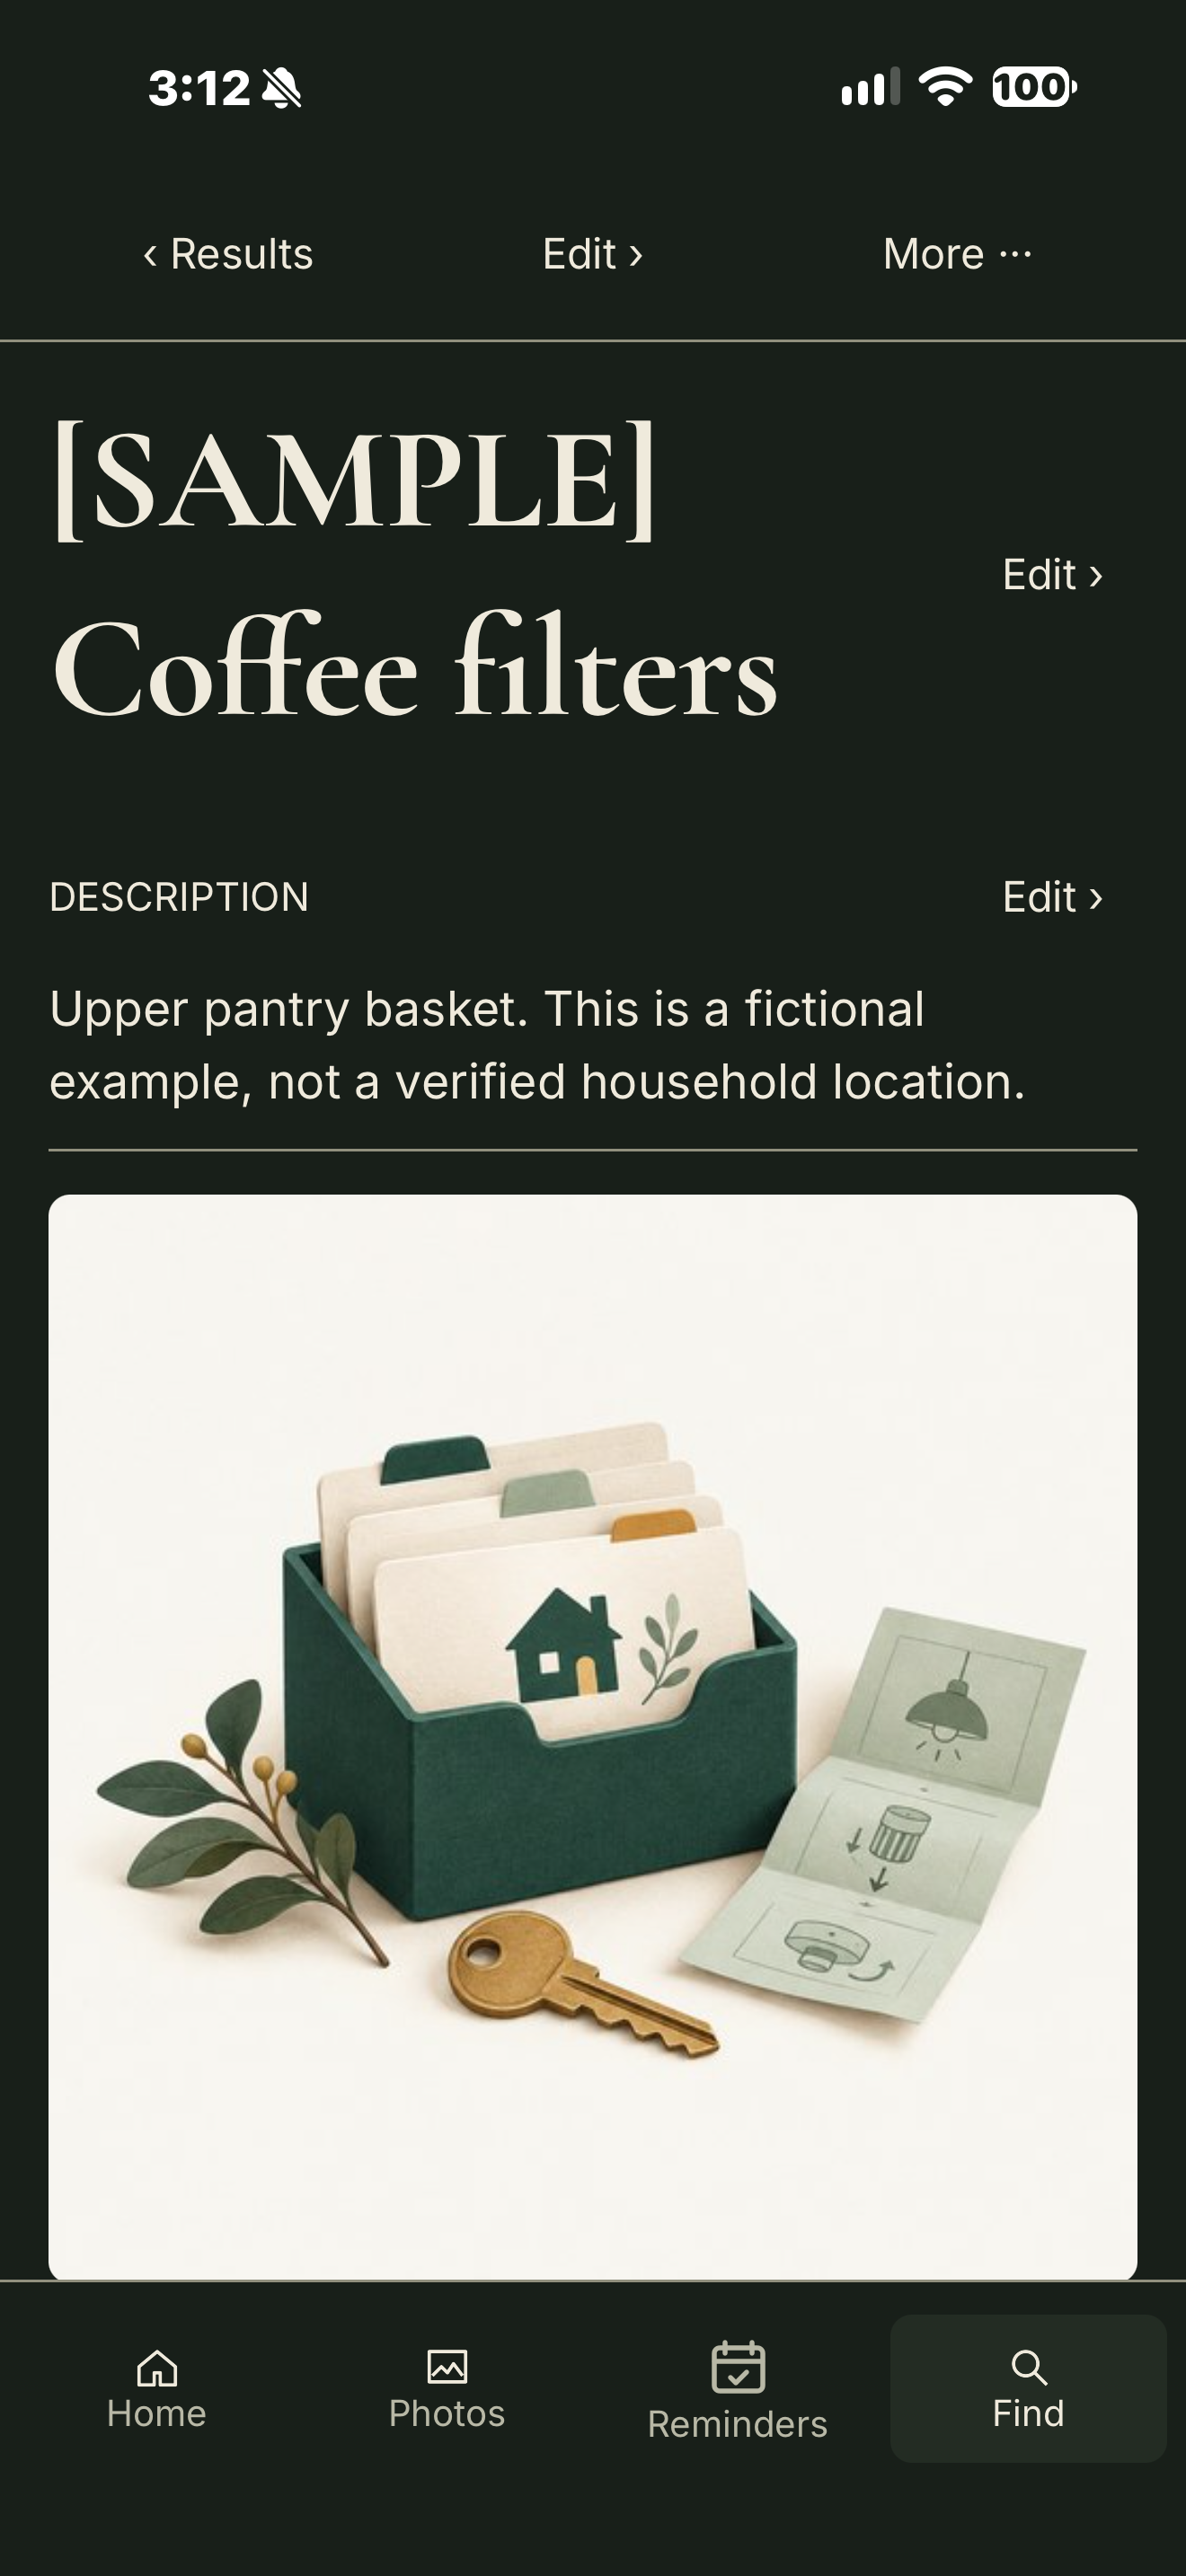 3:12
100
‹ Results
Edit ›
More ···
[SAMPLE]
Coffee filters
Edit ›
DESCRIPTION
Edit ›
Upper pantry basket. This is a fictional
example, not a verified household location.
Home
Photos
Reminders
Find